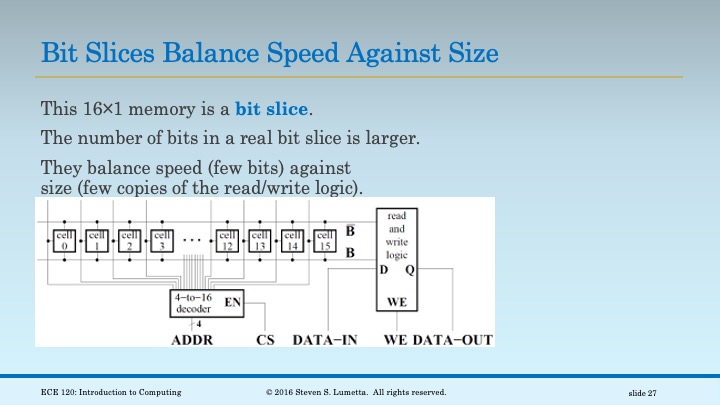 Bit Slices Balance Speed Against Size
This 16×1 memory is a bit slice.
The number of bits in a real bit slice is larger.
They balance speed (few bits) against
size (few copies of the read/write logic).
cell 0 cell 1 cell 2 cell 3 ... cell 12 cell 13 cell 14 cell 15
B̅
B
read
and
write
logic
D Q
WE
4-to-16
decoder
EN
4
ADDR CS DATA-IN WE DATA-OUT
ECE 120: Introduction to Computing © 2016 Steven S. Lumetta. All rights reserved. slide 27